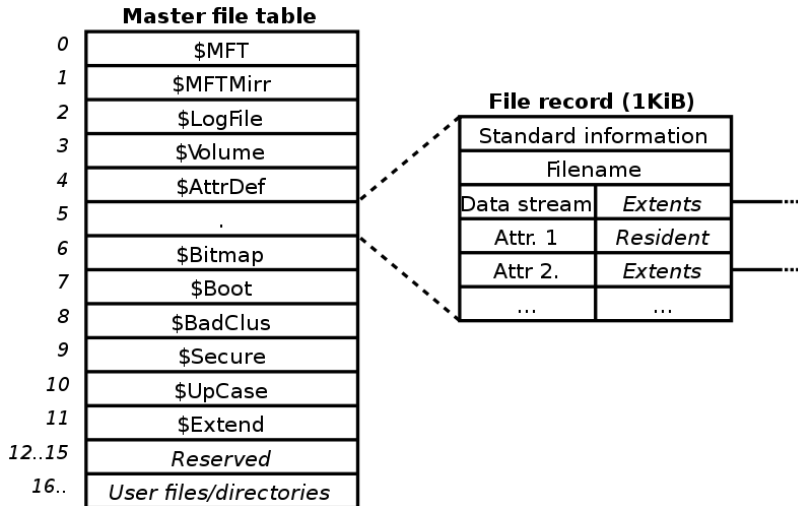 Master file table
0 $MFT
1 $MFTMirr
2 $LogFile
3 $Volume
4 $AttrDef
5 .
6 $Bitmap
7 $Boot
8 $BadClus
9 $Secure
10 $UpCase
11 $Extend
12..15 Reserved
16.. User files/directories
File record (1KiB)
Standard information
Filename
Data stream Extents
Attr. 1 Resident
Attr 2. Extents
... ...